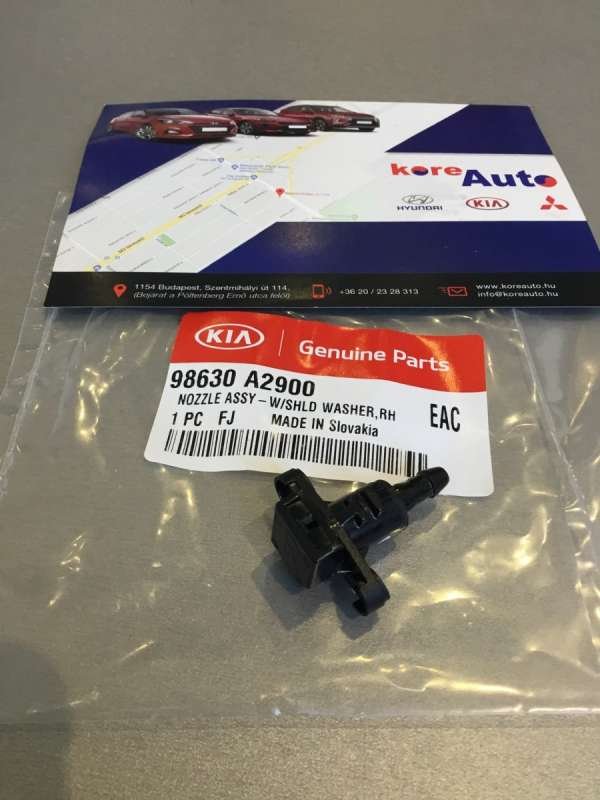 koreAuto
HYUNDAI
KIA
1154 Budapest, Szentmihályi út 114,
(Bejárat a Pöltenberg Ernő utca felől)
+36 20 / 23 28 313
www.koreauto.hu
info@koreauto.hu
KIA
Genuine Parts
98630 A2900
NOZZLE ASSY-W/SHLD WASHER,RH
1 PC FJ MADE IN Slovakia
EAC